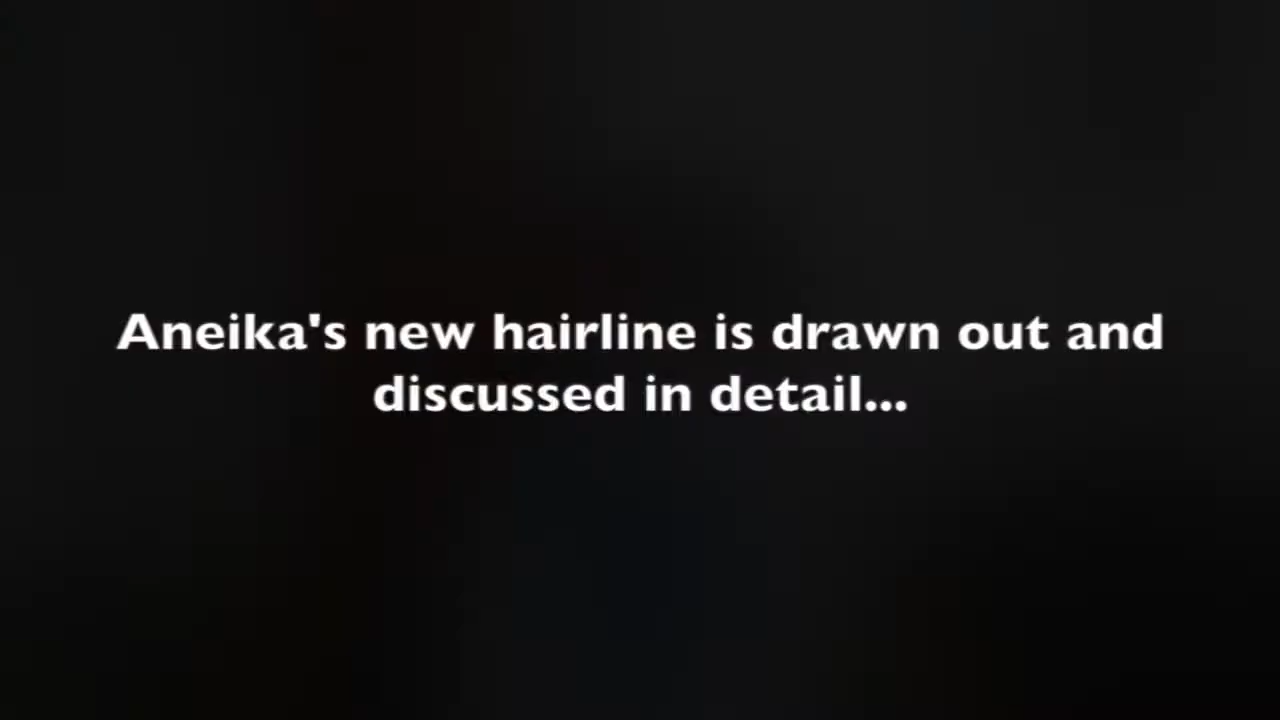 Aneika's new hairline is drawn out and
discussed in detail...